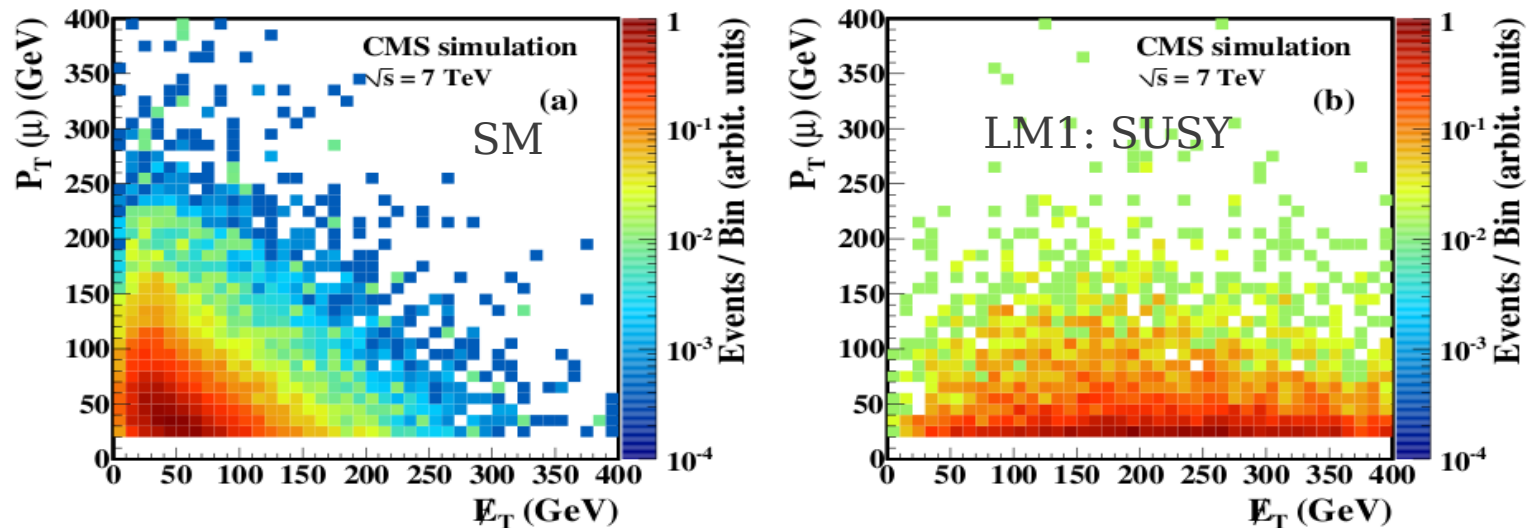 P_T (μ) (GeV)
400
350
300
250
200
150
100
50
0
CMS simulation
√s = 7 TeV
(a)
SM
0 50 100 150 200 250 300 350 400
E̸_T (GeV)
1
10^-1
10^-2
10^-3
10^-4
Events / Bin (arbit. units)
P_T (μ) (GeV)
400
350
300
250
200
150
100
50
0
CMS simulation
√s = 7 TeV
(b)
LM1: SUSY
0 50 100 150 200 250 300 350 400
E̸_T (GeV)
1
10^-1
10^-2
10^-3
10^-4
Events / Bin (arbit. units)